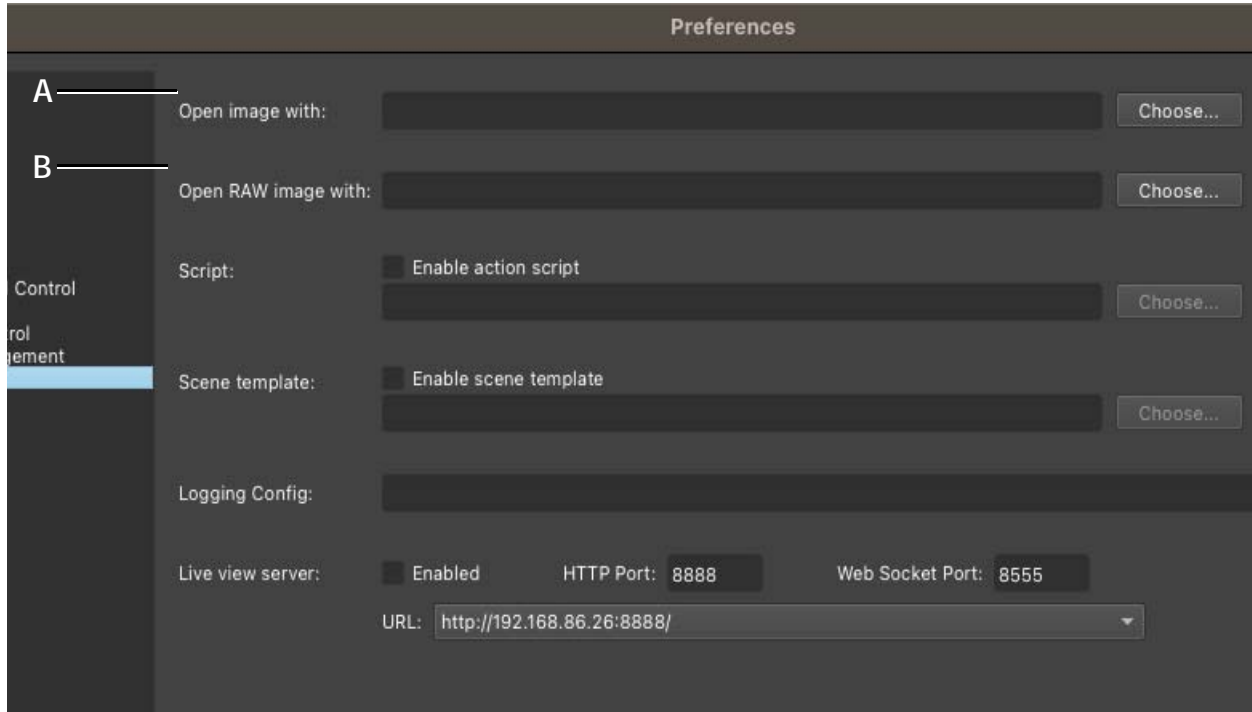 Preferences
A
Open image with: Choose...
B
Open RAW image with: Choose...
Script: Enable action script
Choose...
Control
rol
gement
Scene template: Enable scene template
Choose...
Logging Config:
Live view server: Enabled HTTP Port: 8888 Web Socket Port: 8555
URL: http://192.168.86.26:8888/